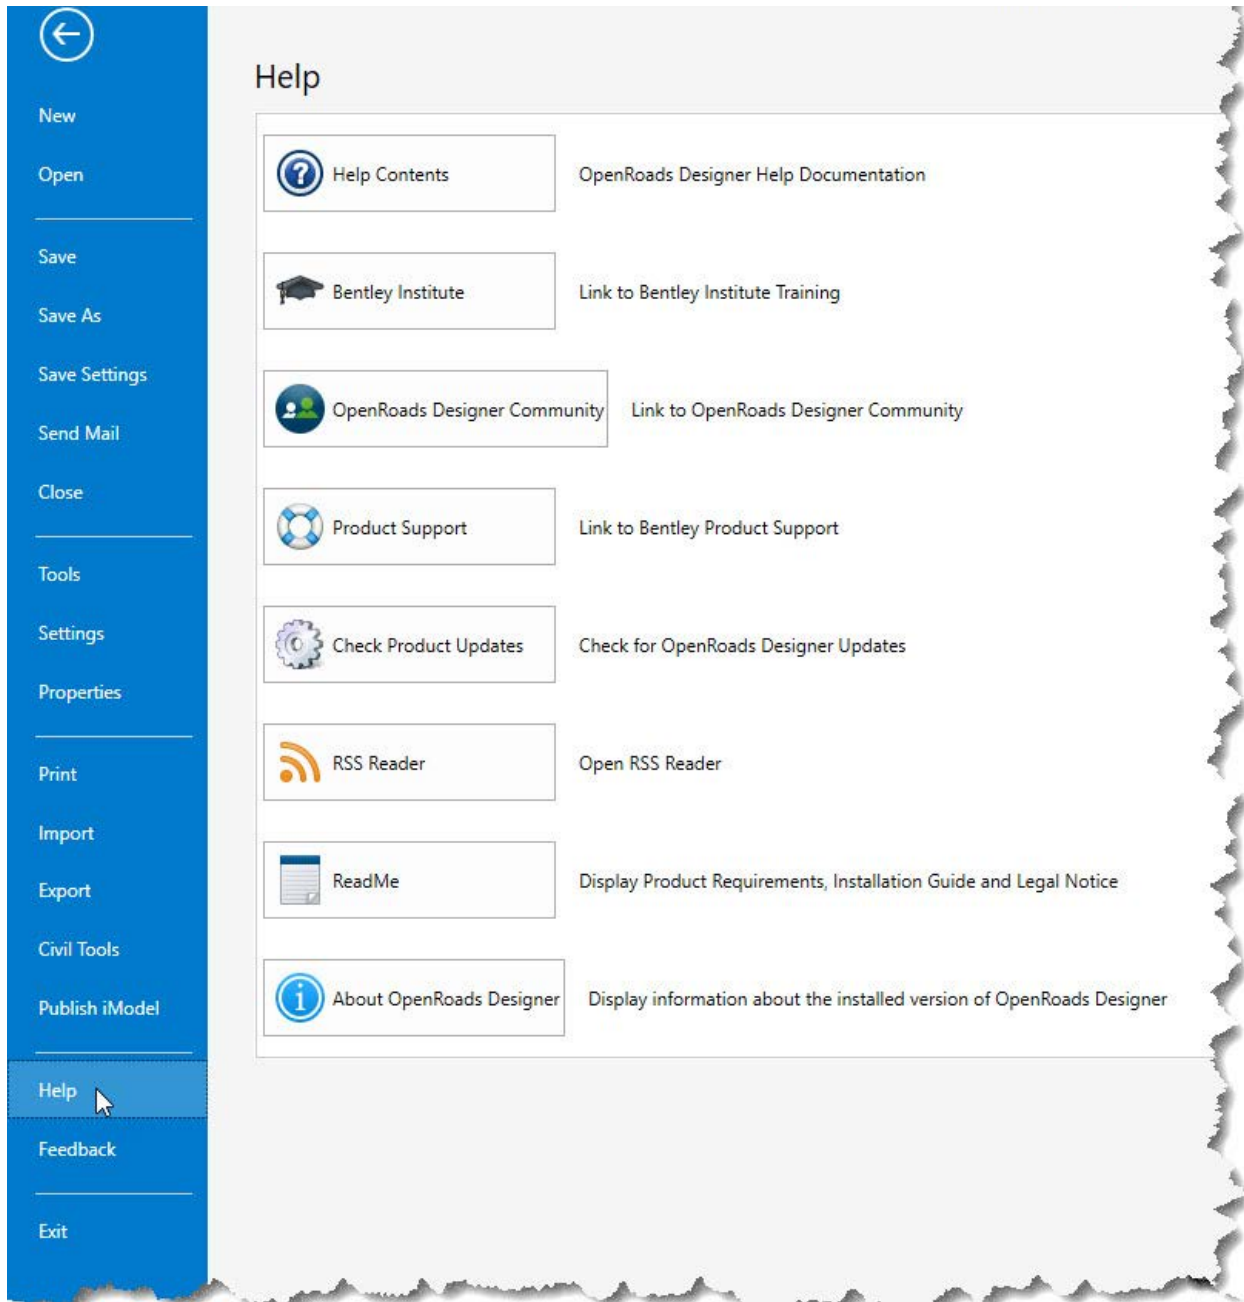 New
Open
Save
Save As
Save Settings
Send Mail
Close
Tools
Settings
Properties
Print
Import
Export
Civil Tools
Publish iModel
Help
Feedback
Exit
Help
Help Contents OpenRoads Designer Help Documentation
Bentley Institute Link to Bentley Institute Training
OpenRoads Designer Community Link to OpenRoads Designer Community
Product Support Link to Bentley Product Support
Check Product Updates Check for OpenRoads Designer Updates
RSS Reader Open RSS Reader
ReadMe Display Product Requirements, Installation Guide and Legal Notice
About OpenRoads Designer Display information about the installed version of OpenRoads Designer